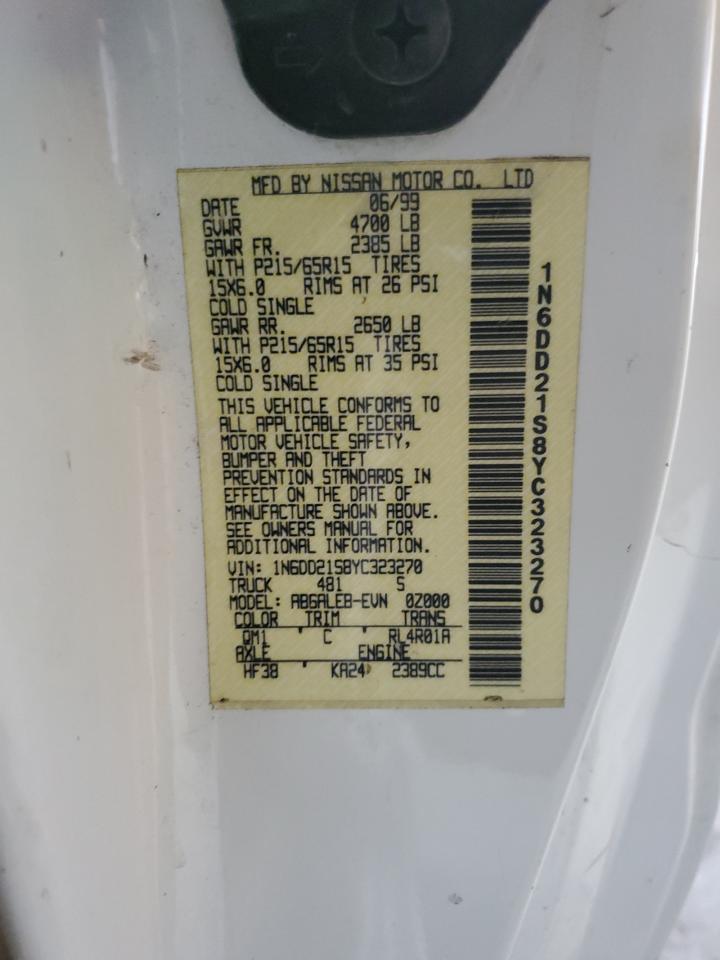 MFD BY NISSAN MOTOR CO. LTD
DATE 06/99
GVWR 4700 LB
GAWR FR. 2385 LB
WITH P215/65R15 TIRES
15X6.0 RIMS AT 26 PSI
COLD SINGLE
GAWR RR. 2650 LB
WITH P215/65R15 TIRES
15X6.0 RIMS AT 35 PSI
COLD SINGLE
THIS VEHICLE CONFORMS TO
ALL APPLICABLE FEDERAL
MOTOR VEHICLE SAFETY,
BUMPER AND THEFT
PREVENTION STANDARDS IN
EFFECT ON THE DATE OF
MANUFACTURE SHOWN ABOVE.
SEE OWNERS MANUAL FOR
ADDITIONAL INFORMATION.
VIN: 1N6DD21S8YC323270
TRUCK 481 S
MODEL: ABGALEB-EVN 0Z000
COLOR TRIM TRANS
QM1 C RL4R01A
AXLE ENGINE
HF38 KA24 2389CC
1N6DD21S8YC323270